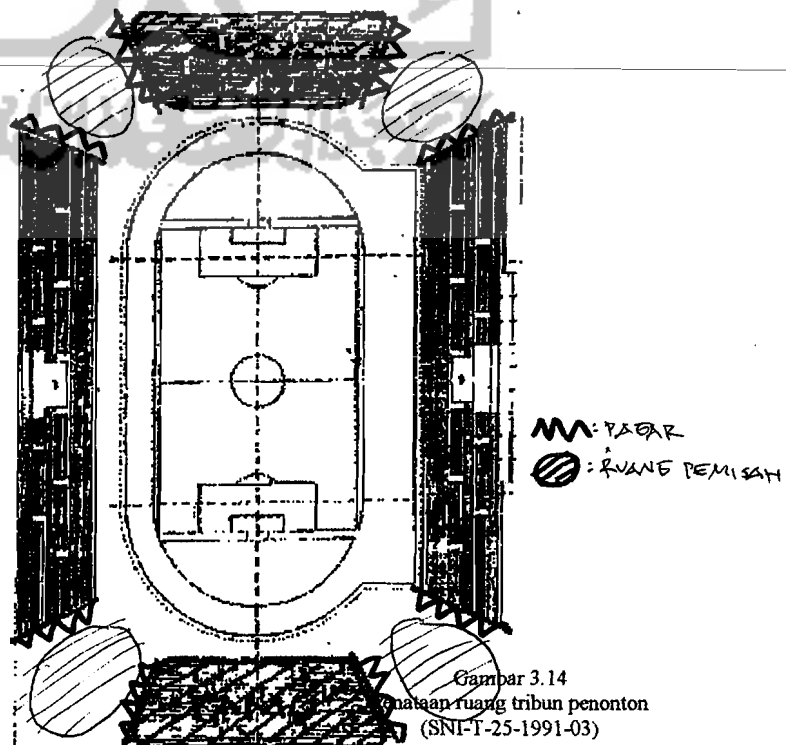 : PAGAR
: RUANG PEMISAH
Gambar 3.14
enataan ruang tribun penonton
(SNI-T-25-1991-03)